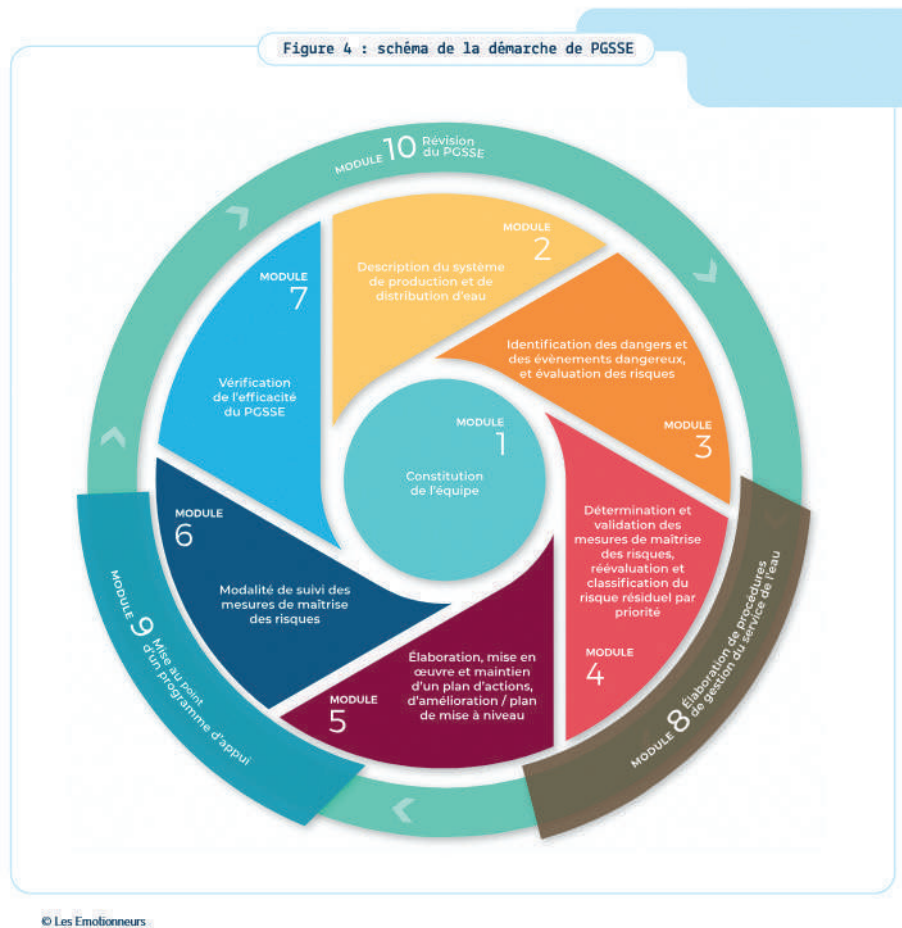 Figure 4 : schéma de la démarche de PGSSE
MODULE 10 Révision
du PGSSE
MODULE
2
Description du système
de production et de
distribution d'eau
Identification des dangers et
des évènements dangereux,
et évaluation des risques
MODULE
3
MODULE
1
Constitution
de l'équipe
Détermination et
validation des
mesures de maîtrise
des risques,
réévaluation et
classification du
risque résiduel par
priorité
MODULE
4
Élaboration, mise en
œuvre et maintien
d'un plan d'actions,
d'amélioration / plan
de mise à niveau
MODULE
5
MODULE
6
Modalité de suivi des
mesures de maîtrise
des risques
MODULE
7
Vérification
de l'efficacité
du PGSSE
MODULE 8 Élaboration de procédures
de gestion du service de l'eau
MODULE 9 Mise au point
d'un programme d'appui
© Les Emotionneurs